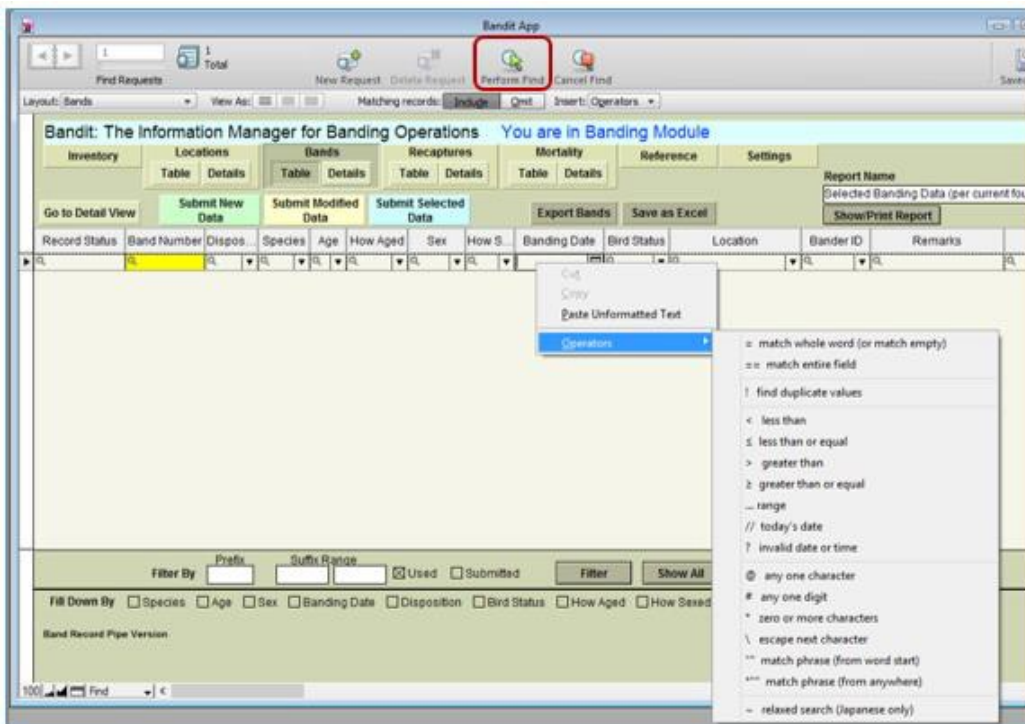 Bandit App
1
Find Requests
1
Total
New Request Delete Request Perform Find Cancel Find
Layout: Bands View As: Matching records: Include Omit Insert: Operators
Bandit: The Information Manager for Banding Operations You are in Banding Module
Inventory Locations Bands Recaptures Mortality Reference Settings
Table Details Table Details Table Details Table Details
Report Name
Selected Banding Data (per current fou
Go to Detail View Submit New Data Submit Modified Data Submit Selected Data Export Bands Save as Excel Show/Print Report
Record Status Band Number Dispos... Species Age How Aged Sex How S... Banding Date Bird Status Location Bander ID Remarks
Cut
Copy
Paste Unformatted Text
Operators
= match whole word (or match empty)
== match entire field
! find duplicate values
< less than
≤ less than or equal
> greater than
≥ greater than or equal
... range
// today's date
? invalid date or time
@ any one character
# any one digit
* zero or more characters
\ escape next character
"" match phrase (from word start)
*"" match phrase (from anywhere)
~ relaxed search (Japanese only)
Prefix Suffix Range
Filter By Used Submitted Filter Show All
Fill Down By Species Age Sex Banding Date Disposition Bird Status How Aged How Sexed
Band Record Pipe Version
100 Find